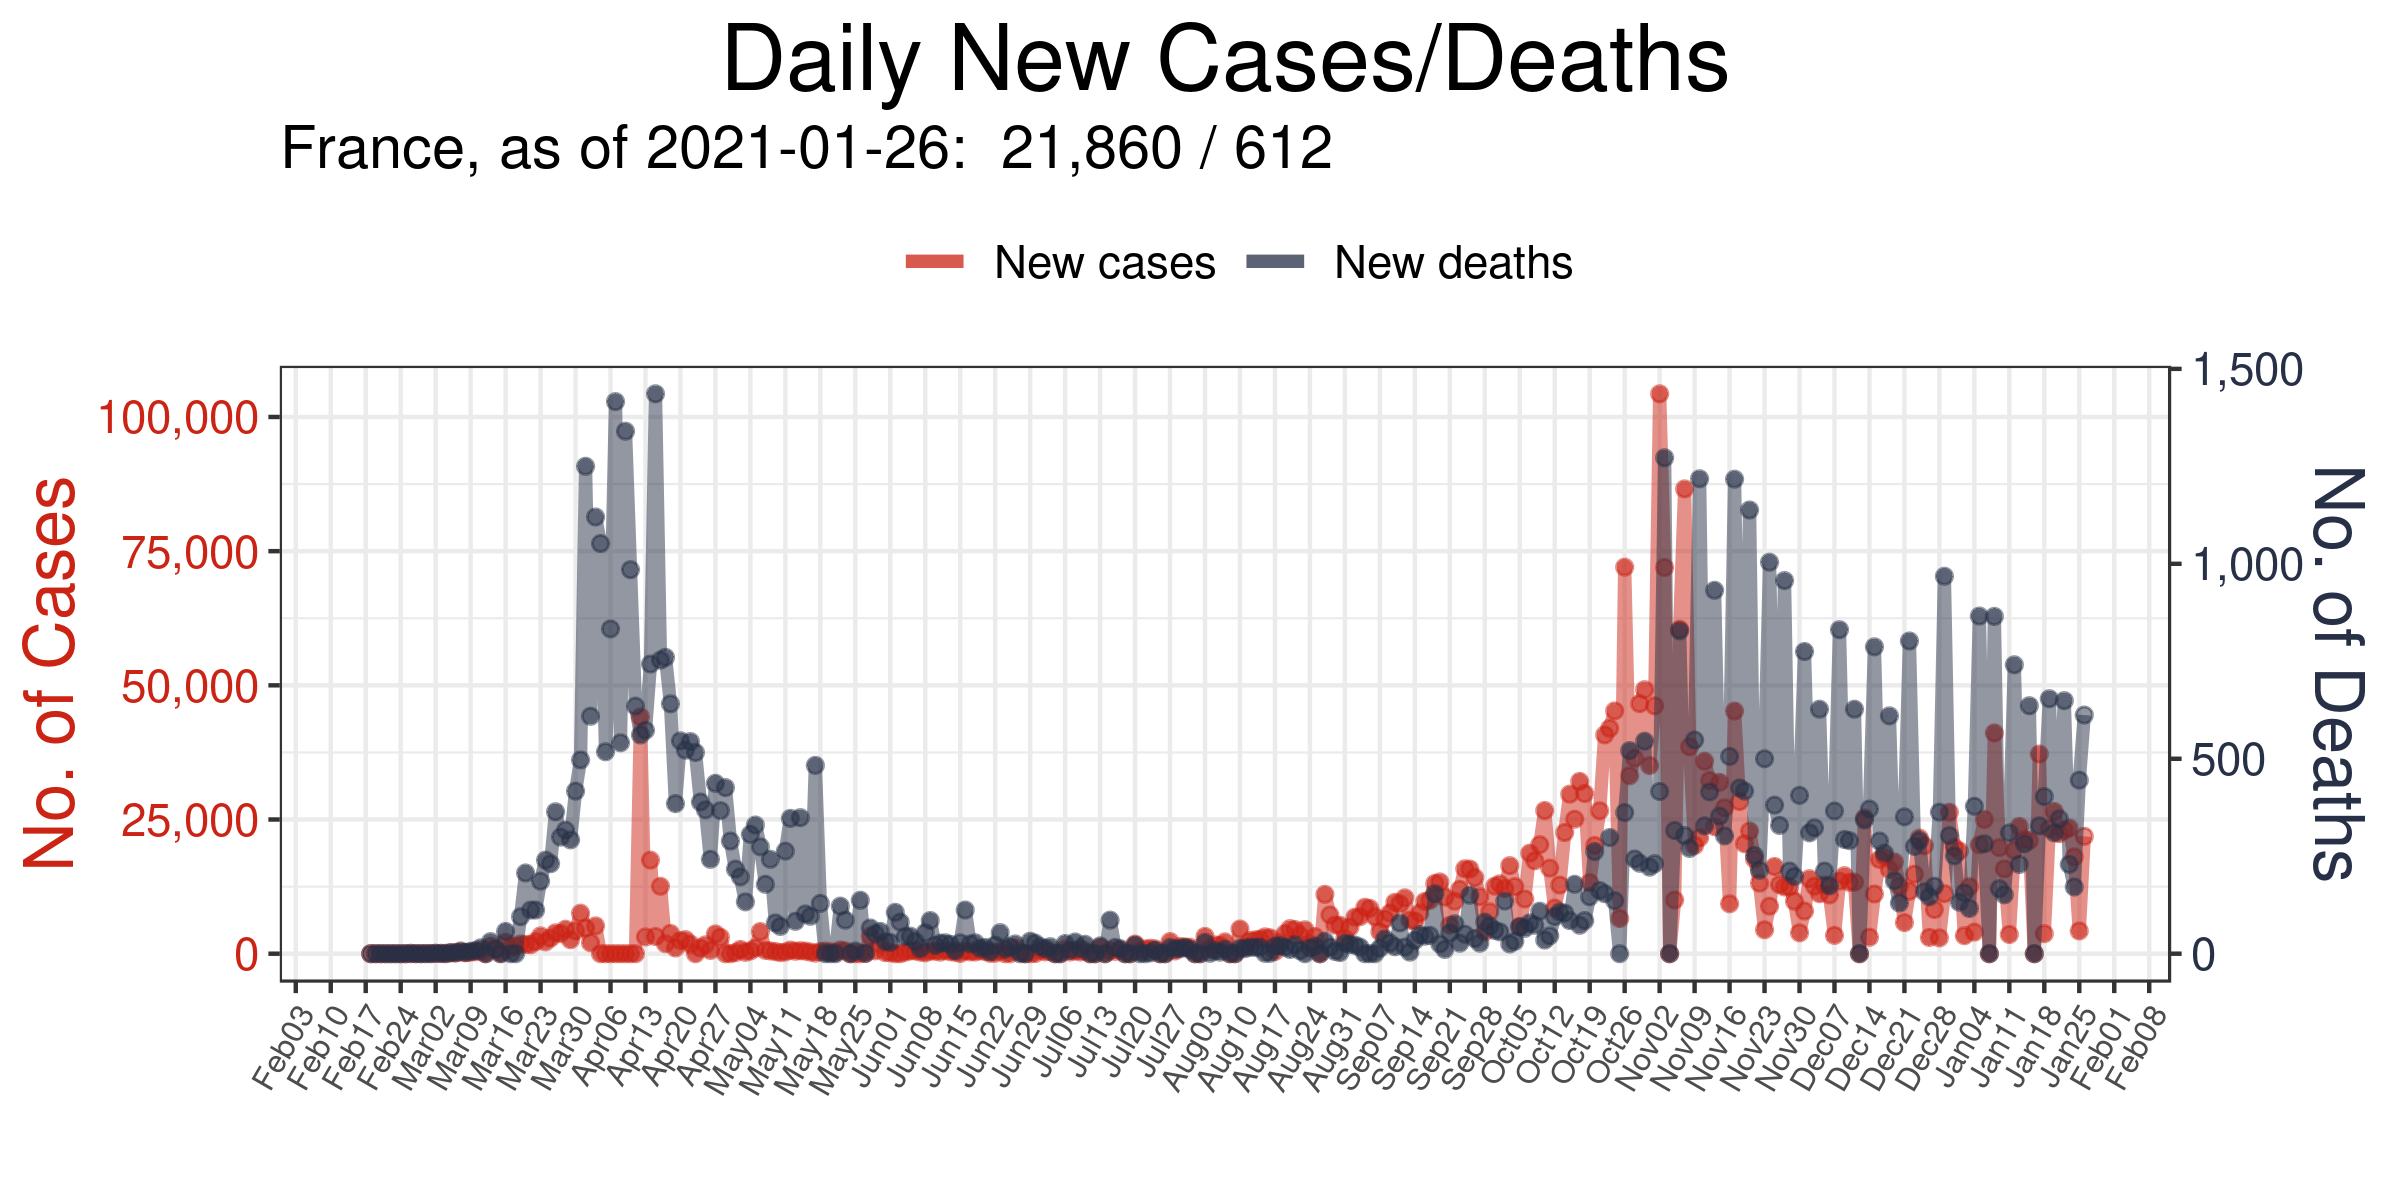 Daily New Cases/Deaths
France, as of 2021-01-26: 21,860 / 612
New cases
New deaths
No. of Cases
100,000
75,000
50,000
25,000
0
1,500
1,000
500
0
No. of Deaths
Feb03
Feb10
Feb17
Feb24
Mar02
Mar09
Mar16
Mar23
Mar30
Apr06
Apr13
Apr20
Apr27
May04
May11
May18
May25
Jun01
Jun08
Jun15
Jun22
Jun29
Jul06
Jul13
Jul20
Jul27
Aug03
Aug10
Aug17
Aug24
Aug31
Sep07
Sep14
Sep21
Sep28
Oct05
Oct12
Oct19
Oct26
Nov02
Nov09
Nov16
Nov23
Nov30
Dec07
Dec14
Dec21
Dec28
Jan04
Jan11
Jan18
Jan25
Feb01
Feb08